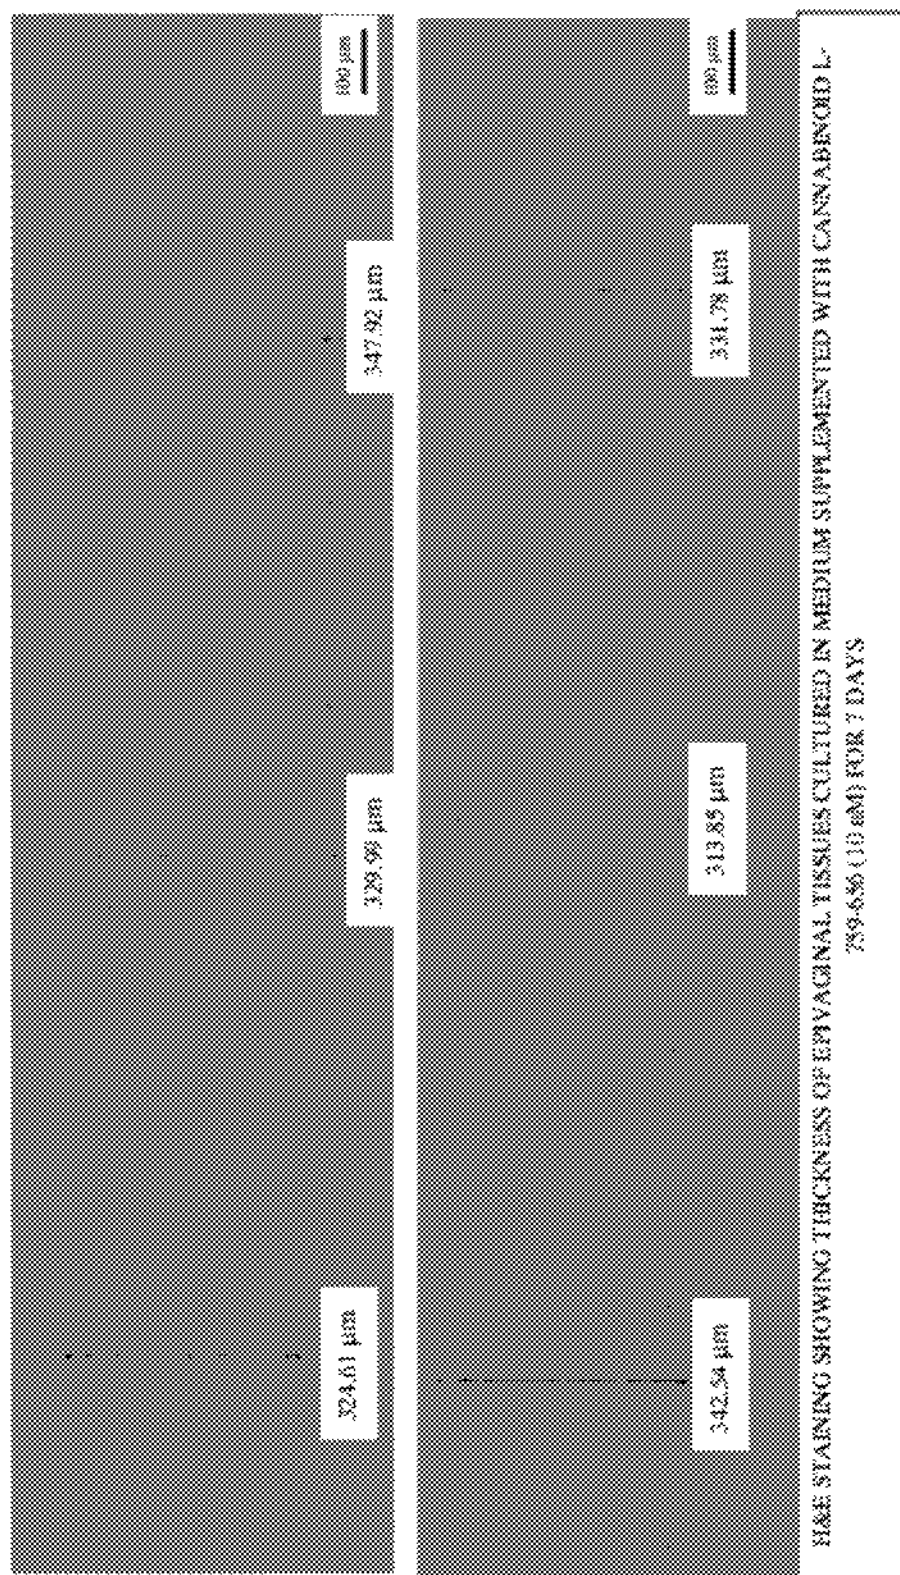 324.61 µm
329.99 µm
347.92 µm
100 µm
342.54 µm
313.85 µm
331.78 µm
100 µm
H&E STAINING SHOWING THICKNESS OF EPIVAGINAL TISSUES CULTURED IN MEDIUM SUPPLEMENTED WITH CANNABINOID L-
759-656 (10 nM) FOR 7 DAYS